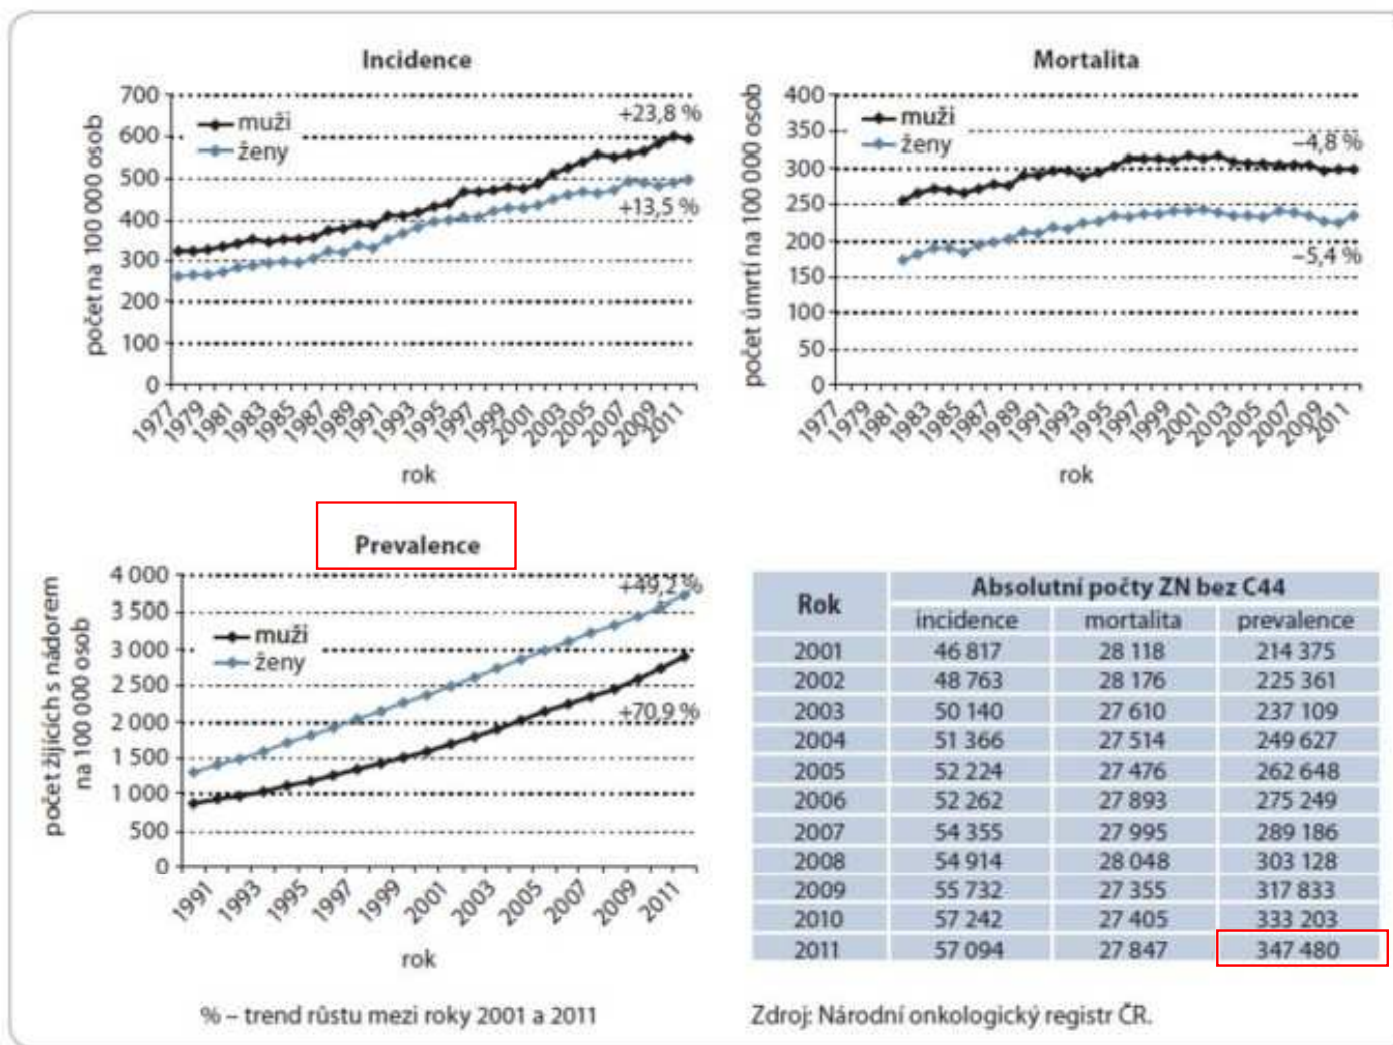 Incidence
počet na 100 000 osob
700
600
500
400
300
200
100
0
muži
ženy
+23,8 %
+13,5 %
1977
1979
1981
1983
1985
1987
1989
1991
1993
1995
1997
1999
2001
2003
2005
2007
2009
2011
rok
Mortalita
počet úmrtí na 100 000 osob
400
350
300
250
200
150
100
50
0
muži
ženy
–4,8 %
–5,4 %
1977
1979
1981
1983
1985
1987
1989
1991
1993
1995
1997
1999
2001
2003
2005
2007
2009
2011
rok
Prevalence
počet žijících s nádorem
na 100 000 osob
4 000
3 500
3 000
2 500
2 000
1 500
1 000
500
0
muži
ženy
+49,2 %
+70,9 %
1991
1993
1995
1997
1999
2001
2003
2005
2007
2009
2011
rok
Rok Absolutní počty ZN bez C44
incidence mortalita prevalence
2001 46 817 28 118 214 375
2002 48 763 28 176 225 361
2003 50 140 27 610 237 109
2004 51 366 27 514 249 627
2005 52 224 27 476 262 648
2006 52 262 27 893 275 249
2007 54 355 27 995 289 186
2008 54 914 28 048 303 128
2009 55 732 27 355 317 833
2010 57 242 27 405 333 203
2011 57 094 27 847 347 480
% – trend růstu mezi roky 2001 a 2011
Zdroj: Národní onkologický registr ČR.